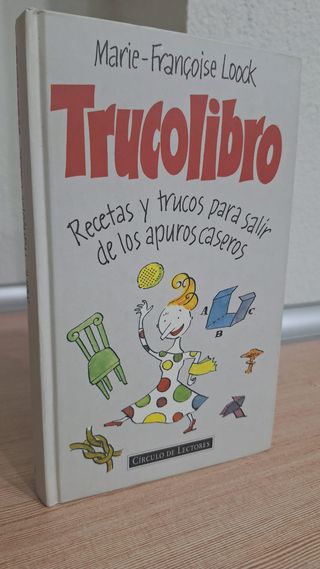 Marie-Françoise Loock
Trucolibro
Recetas y trucos para salir
de los apuros caseros
A
C
B
CÍRCULO DE LECTORES